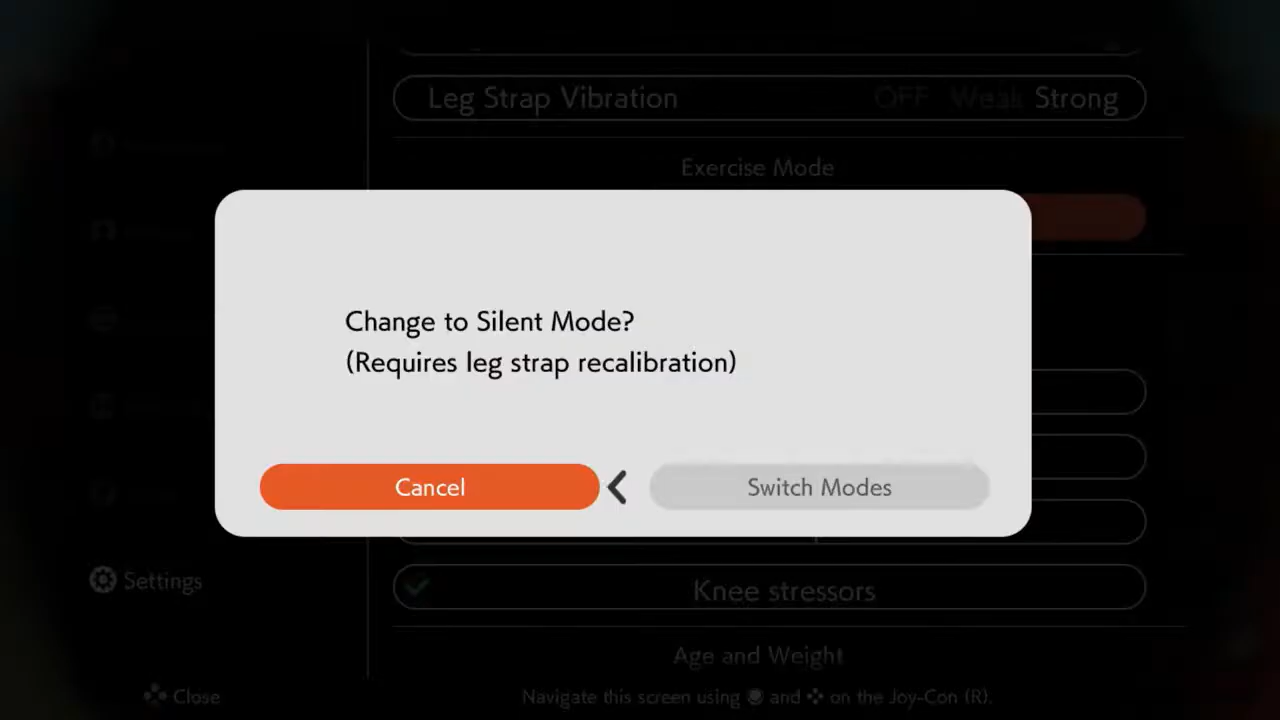 Leg Strap Vibration OFF Weak Strong
Exercise Mode
Change to Silent Mode?
(Requires leg strap recalibration)
Cancel
Switch Modes
Settings
Knee stressors
Age and Weight
Close
Navigate this screen using and on the Joy-Con (R).